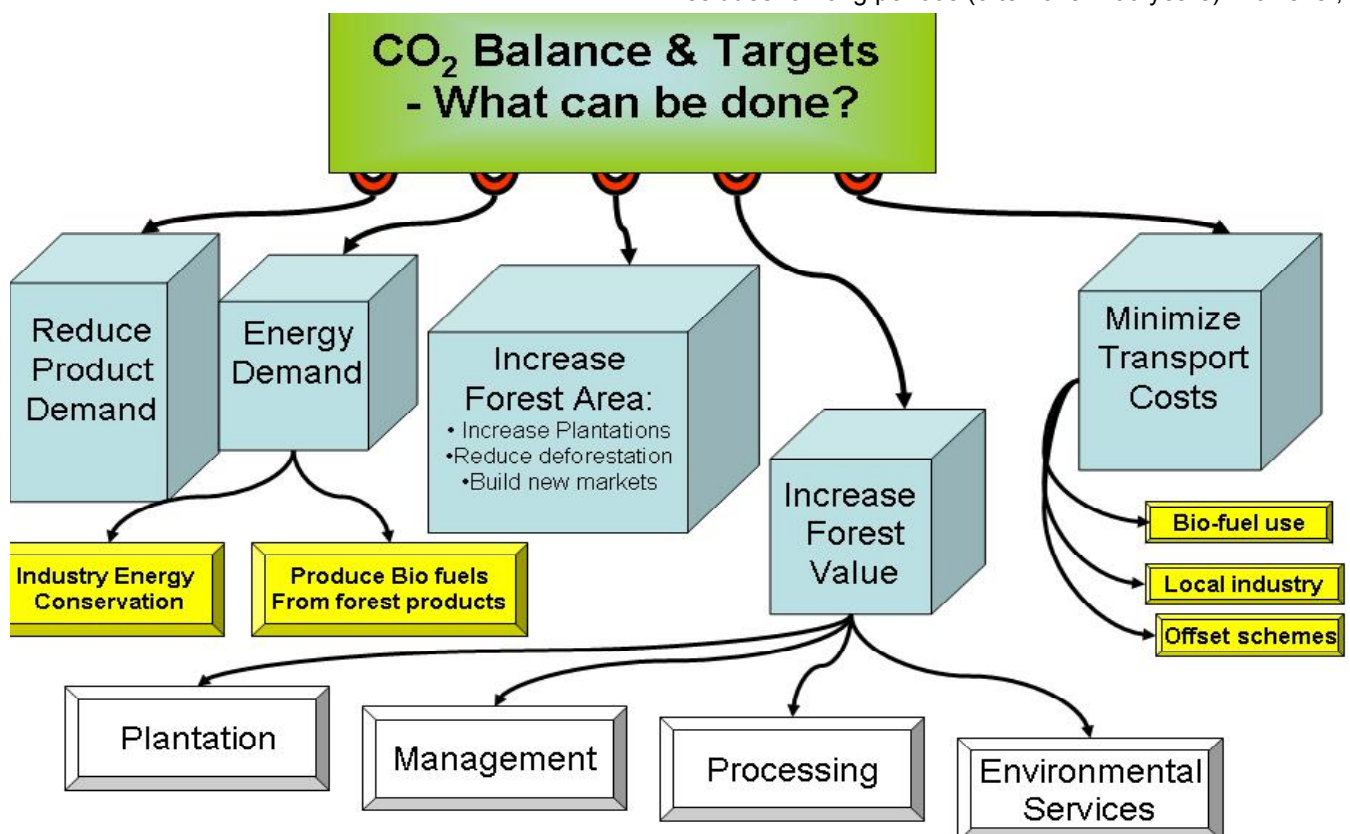 CO₂ Balance & Targets
- What can be done?
Reduce
Product
Demand
Energy
Demand
Increase
Forest Area:
• Increase Plantations
•Reduce deforestation
•Build new markets
Increase
Forest
Value
Minimize
Transport
Costs
Industry Energy
Conservation
Produce Bio fuels
From forest products
Bio-fuel use
Local industry
Offset schemes
Plantation
Management
Processing
Environmental
Services